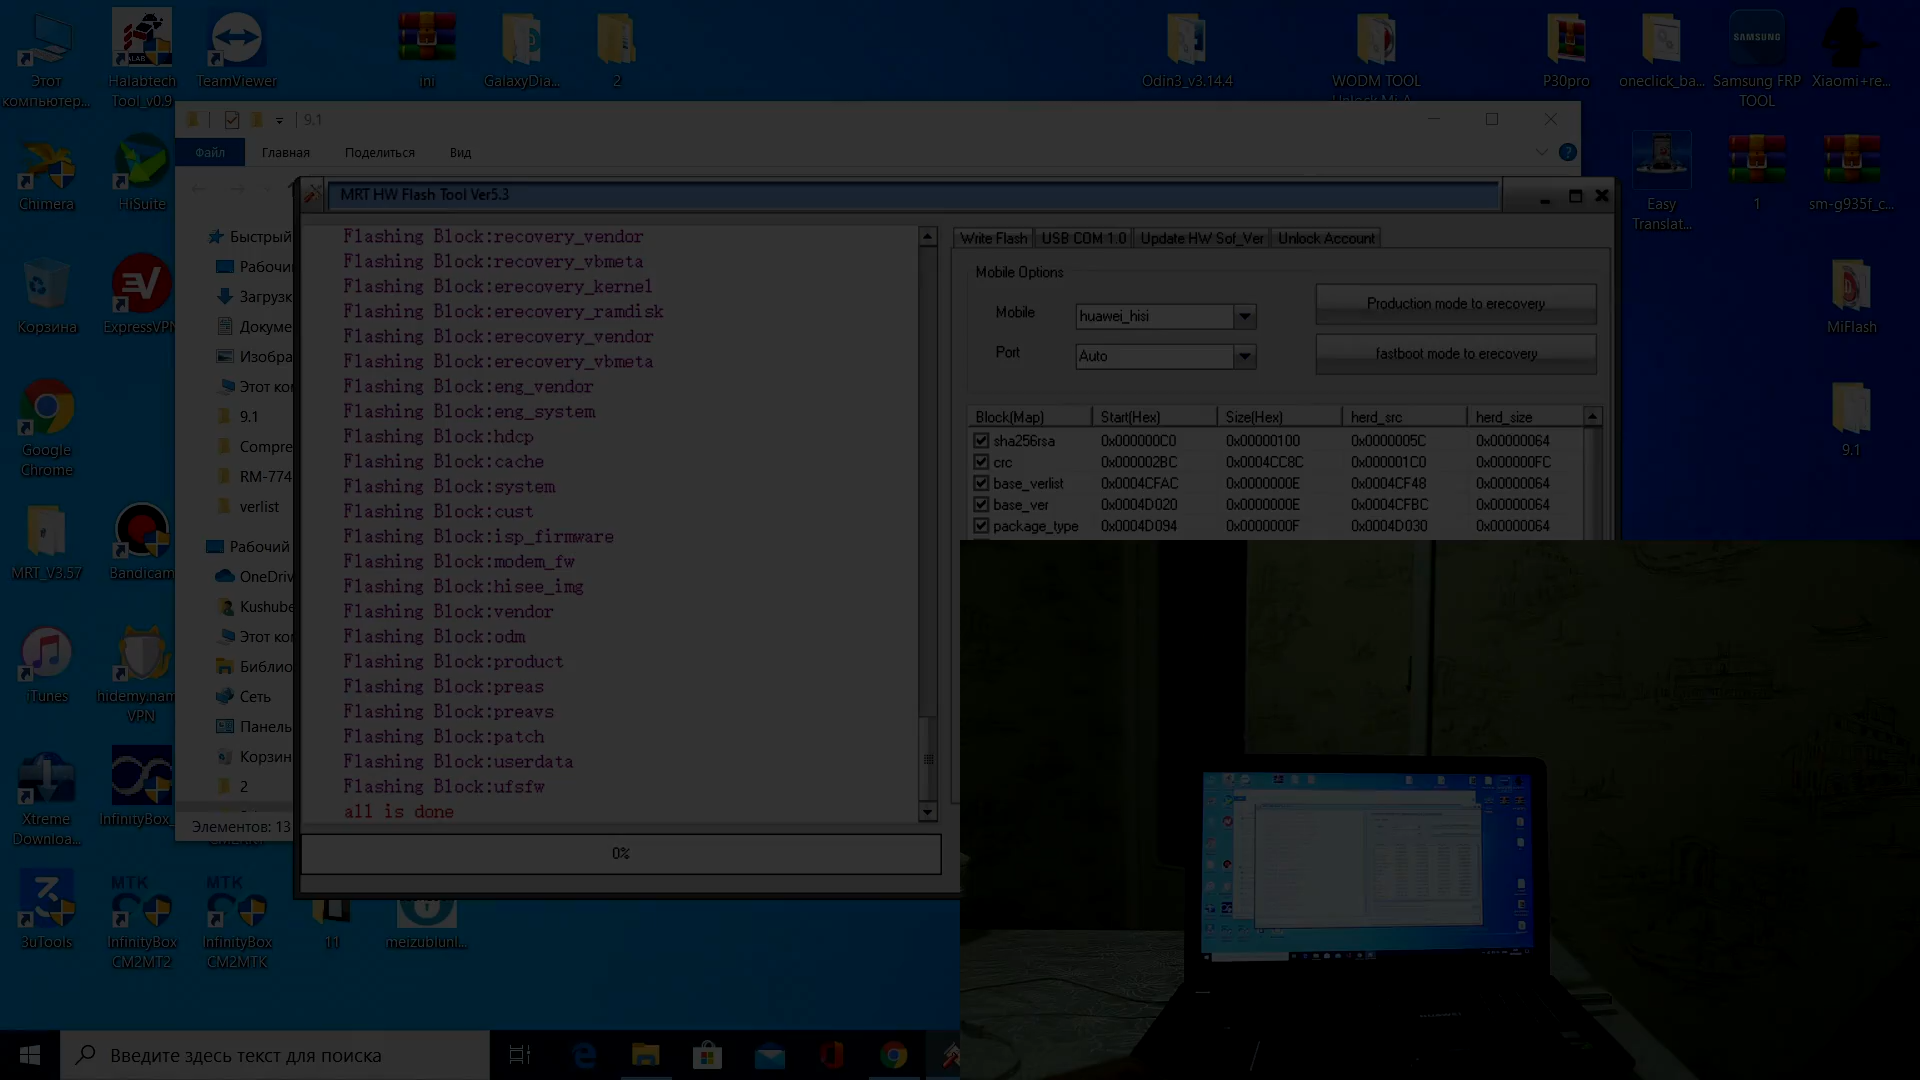 Этот компьютер...
Halabtech Tool_v0.9
TeamViewer
ini
GalaxyDia...
2
Odin3_v3.14.4
WODM TOOL
P30pro
oneclick_ba...
SAMSUNG
Samsung FRP TOOL
Xiaomi+re...
9.1
Файл
Главная
Поделиться
Вид
Chimera
HiSuite
Корзина
ExpressVPN
Google Chrome
MRT_V3.57
Bandicam
iTunes
hidemy.nam VPN
Xtreme Downloa...
InfinityBox_
3uTools
MTK
InfinityBox CM2MT2
MTK
InfinityBox CM2MTK
11
meizublunl...
Easy Translat...
1
sm-g935f_c...
MiFlash
9.1
Быстрый
Рабочи
Загрузк
Докуме
Изобра
Этот ко
9.1
Compre
RM-774
verlist
Рабочий
OneDriv
Kushube
Этот ко
Библио
Сеть
Панель
Корзин
2
Элементов: 13
MRT HW Flash Tool Ver5.3
Flashing Block:recovery_vendor
Flashing Block:recovery_vbmeta
Flashing Block:erecovery_kernel
Flashing Block:erecovery_ramdisk
Flashing Block:erecovery_vendor
Flashing Block:erecovery_vbmeta
Flashing Block:eng_vendor
Flashing Block:eng_system
Flashing Block:hdcp
Flashing Block:cache
Flashing Block:system
Flashing Block:cust
Flashing Block:isp_firmware
Flashing Block:modem_fw
Flashing Block:hisee_img
Flashing Block:vendor
Flashing Block:odm
Flashing Block:product
Flashing Block:preas
Flashing Block:preavs
Flashing Block:patch
Flashing Block:userdata
Flashing Block:ufsfw
all is done
0%
Write Flash
USB COM 1.0
Update HW Sof_Ver
Unlock Account
Mobile Options
Mobile
huawei_hisi
Production mode to erecovery
Port
Auto
fastboot mode to erecovery
Block(Map) Start(Hex) Size(Hex) herd_src herd_size
sha256rsa 0x000000C0 0x00000100 0x0000005C 0x00000064
crc 0x000002BC 0x0004CC8C 0x000001C0 0x000000FC
base_verlist 0x0004CFAC 0x0000000E 0x0004CF48 0x00000064
base_ver 0x0004D020 0x0000000E 0x0004CFBC 0x00000064
package_type 0x0004D094 0x0000000F 0x0004D030 0x00000064
Введите здесь текст для поиска